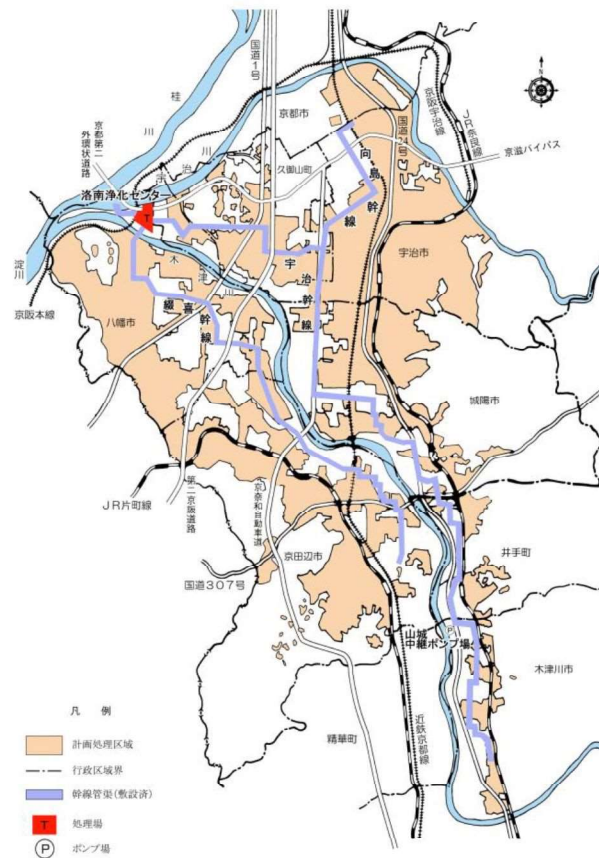 国道1号
桂川
京都市
国道24号
京阪宇治線
JR奈良線
京都第二
外環状道路
宇治川
久御山町
向島幹線
京滋バイパス
洛南浄化センター
T
宇治市
木津川
宇治幹線
淀川
京阪本線
八幡市
綴喜幹線
城陽市
JR片町線
第二京阪道路
京奈和自動車道
井手町
京田辺市
国道307号
P
山城
中継ポンプ場
木津川市
近鉄京都線
精華町
凡 例
計画処理区域
行政区域界
幹線管渠(敷設済)
T
処理場
P
ポンプ場
N